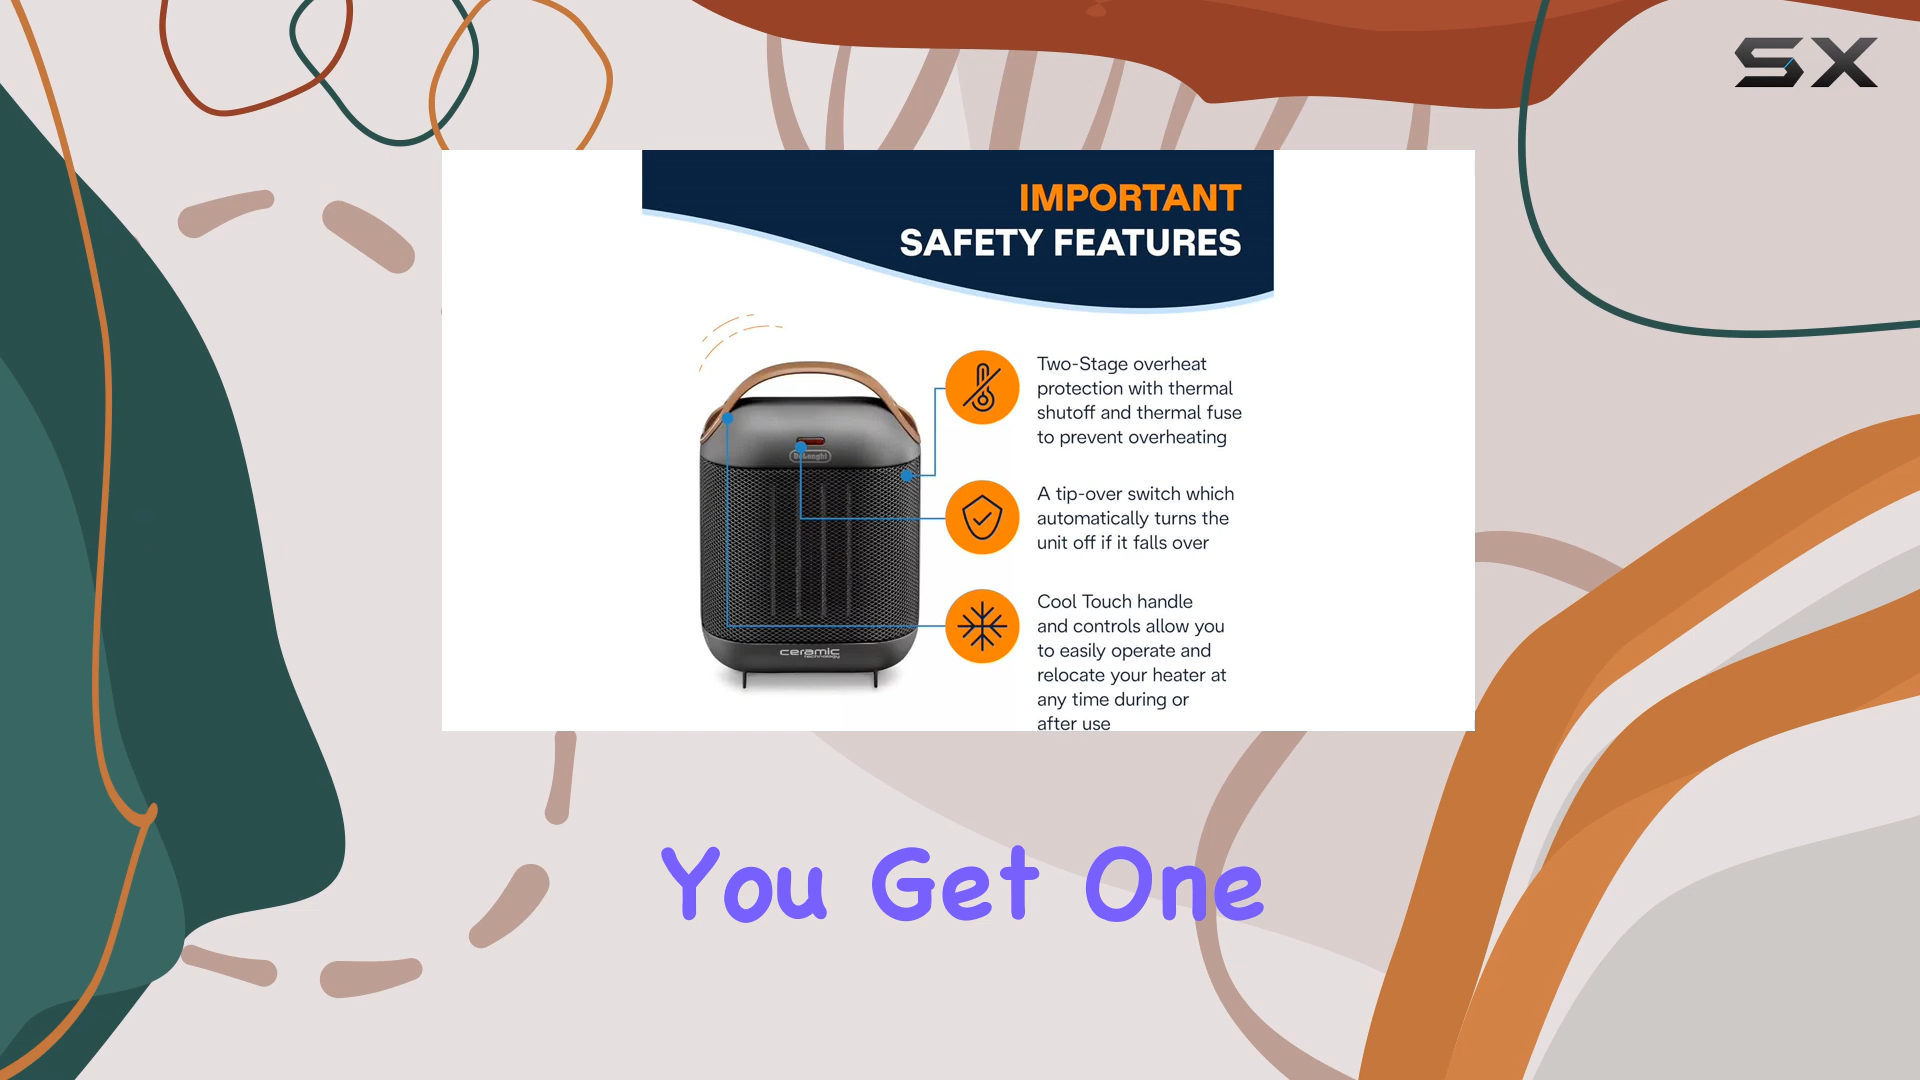 SX
IMPORTANT
SAFETY FEATURES
Two-Stage overheat
protection with thermal
shutoff and thermal fuse
to prevent overheating
DeLonghi
A tip-over switch which
automatically turns the
unit off if it falls over
Cool Touch handle
and controls allow you
to easily operate and
relocate your heater at
any time during or
after use
ceramic
technology
You Get One